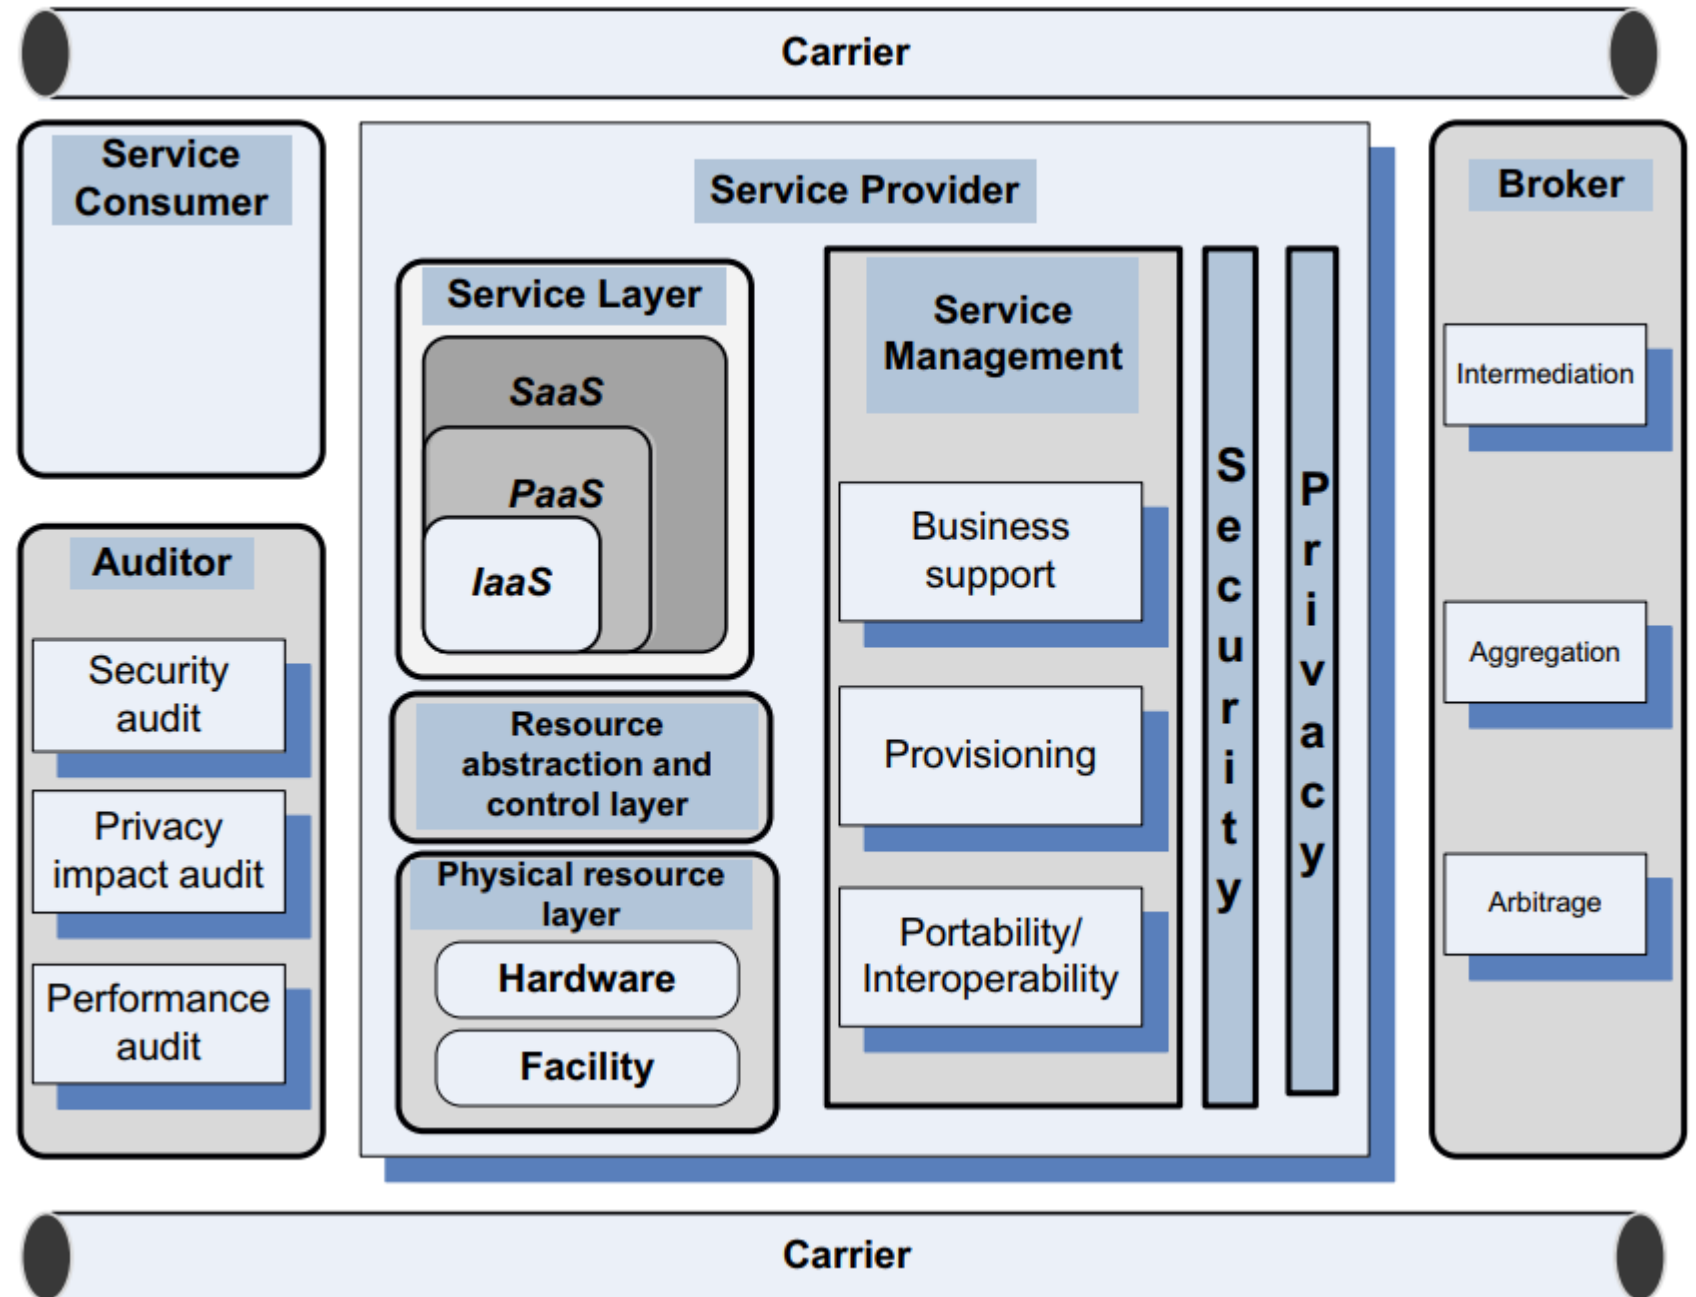 Carrier
Service
Consumer
Auditor
Security
audit
Privacy
impact audit
Performance
audit
Service Provider
Service Layer
SaaS
PaaS
IaaS
Resource
abstraction and
control layer
Physical resource
layer
Hardware
Facility
Service
Management
Business
support
Provisioning
Portability/
Interoperability
Security
Privacy
Broker
Intermediation
Aggregation
Arbitrage
Carrier